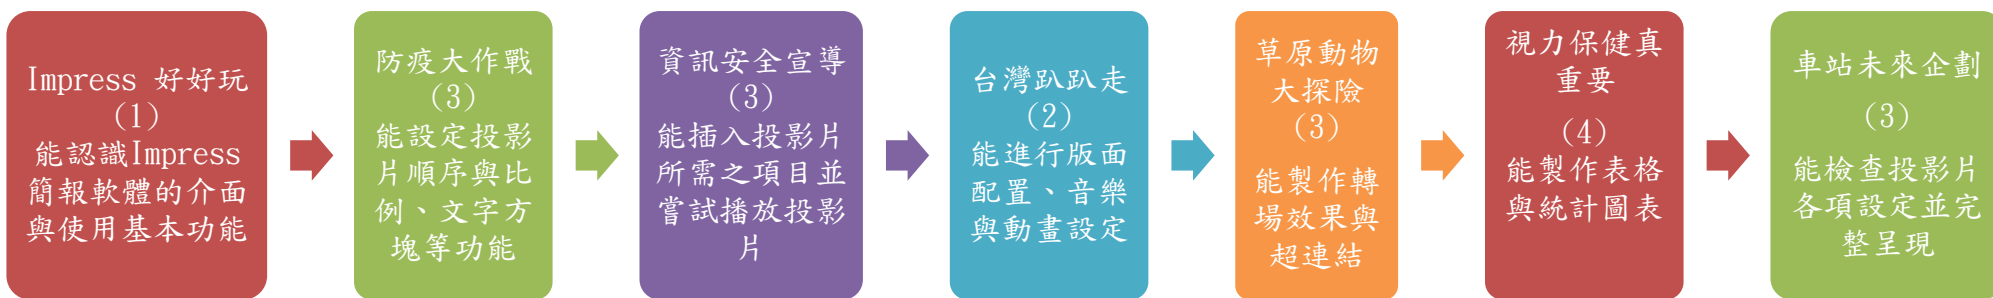 Impress 好好玩
(1)
能認識Impress
簡報軟體的介面
與使用基本功能
防疫大作戰
(3)
能設定投影
片順序與比
例、文字方
塊等功能
資訊安全宣導
(3)
能插入投影片
所需之項目並
嘗試播放投影
片
台灣趴趴走
(2)
能進行版面
配置、音樂
與動畫設定
草原動物
大探險
(3)
能製作轉
場效果與
超連結
視力保健真
重要
(4)
能製作表格
與統計圖表
車站未來企劃
(3)
能檢查投影片
各項設定並完
整呈現